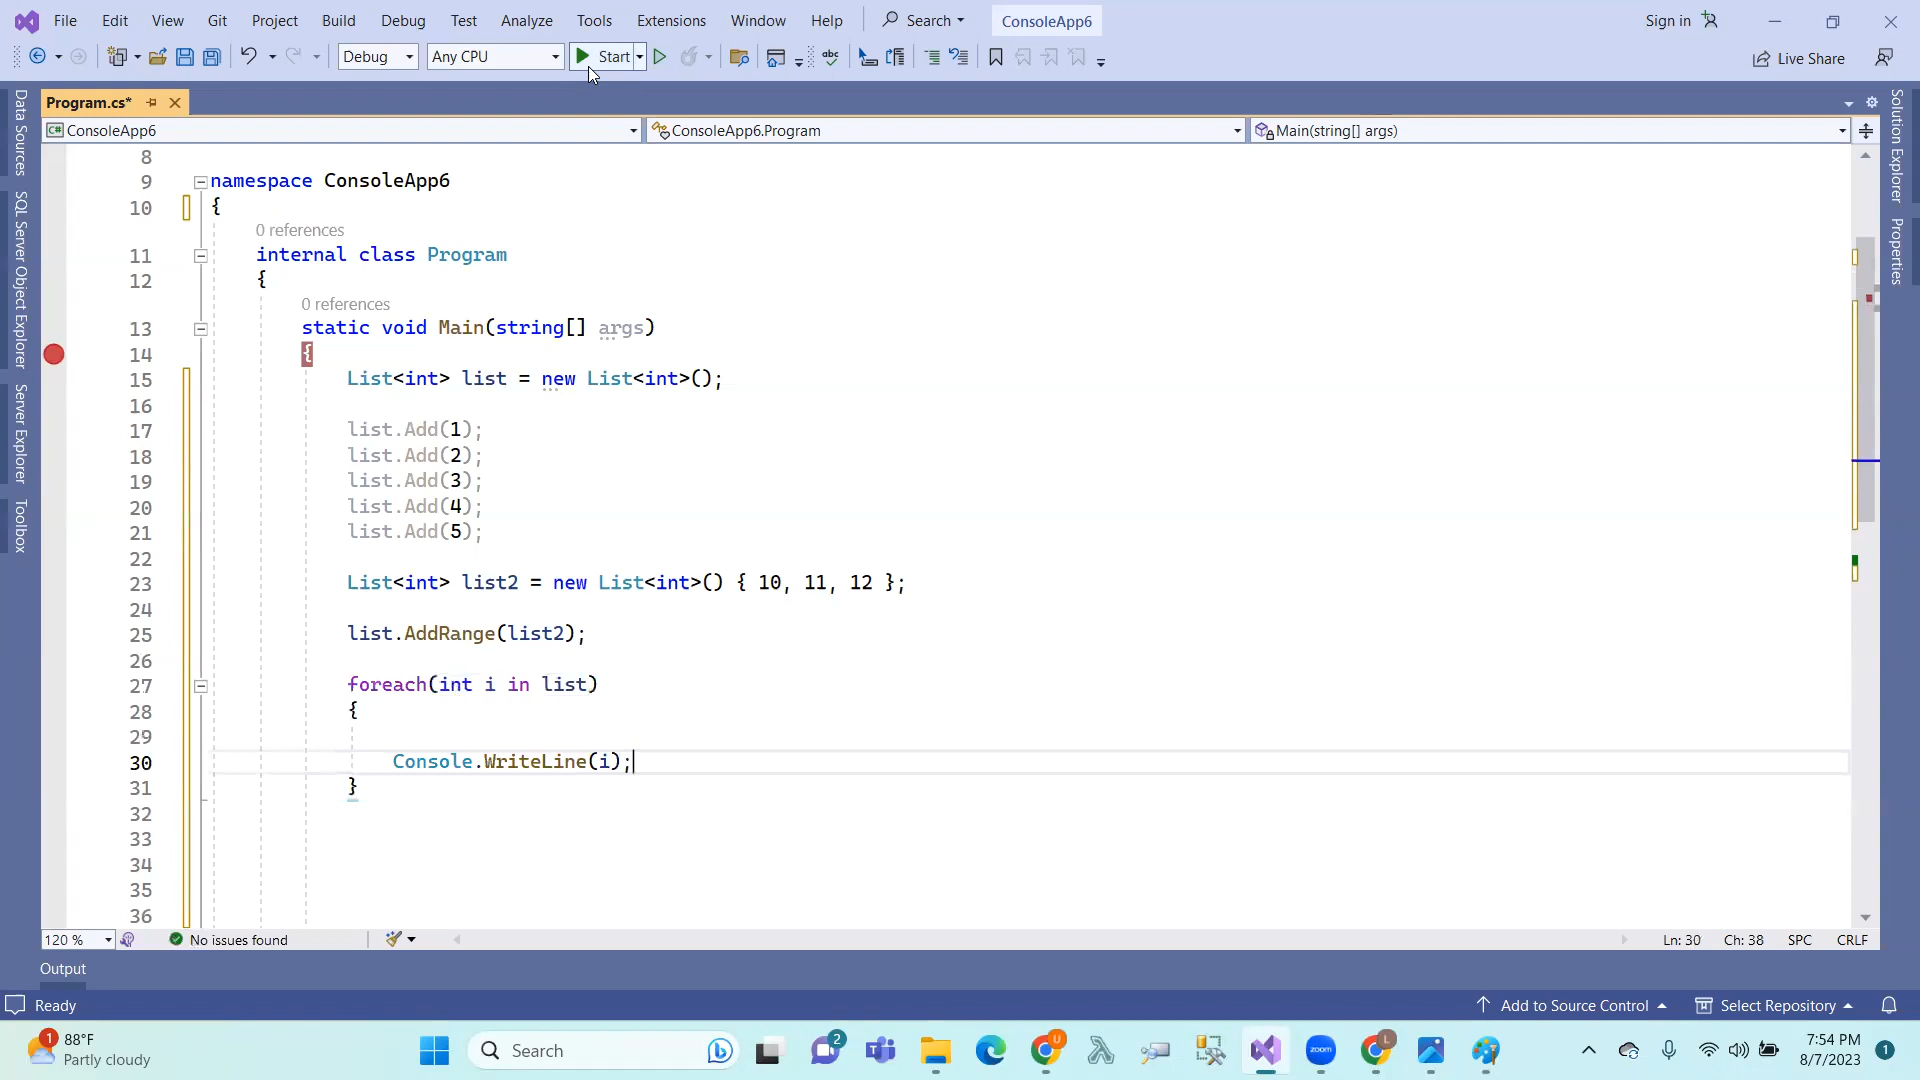 File Edit View Git Project Build Debug Test Analyze Tools Extensions Window Help Search ConsoleApp6 Sign in
Debug Any CPU Start abc Live Share
Program.cs*
ConsoleApp6 ConsoleApp6.Program Main(string[] args)
Data Sources
SQL Server Object Explorer
Server Explorer
Toolbox
8
9 namespace ConsoleApp6
10 {
0 references
11 internal class Program
12 {
0 references
13 static void Main(string[] args)
14 {
15 List<int> list = new List<int>();
16
17 list.Add(1);
18 list.Add(2);
19 list.Add(3);
20 list.Add(4);
21 list.Add(5);
22
23 List<int> list2 = new List<int>() { 10, 11, 12 };
24
25 list.AddRange(list2);
26
27 foreach(int i in list)
28 {
29
30 Console.WriteLine(i);
31 }
32
33
34
35
36
Solution Explorer
Properties
120 % No issues found Ln: 30 Ch: 38 SPC CRLF
Output
Ready Add to Source Control Select Repository
1 88°F
Partly cloudy
Search 2 U zoom L
7:54 PM
8/7/2023 1